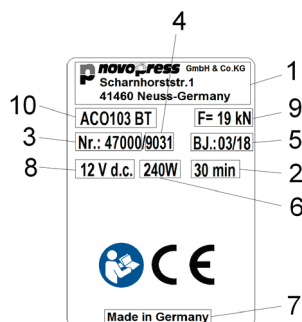 4
novopress GmbH & Co.KG
Scharnhorststr.1
41460 Neuss-Germany
1
10 ACO103 BT F= 19 kN 9
3 Nr.: 47000/9031 BJ.:03/18 5
8 12 V d.c. 240W 30 min 2
6
CE
Made in Germany 7